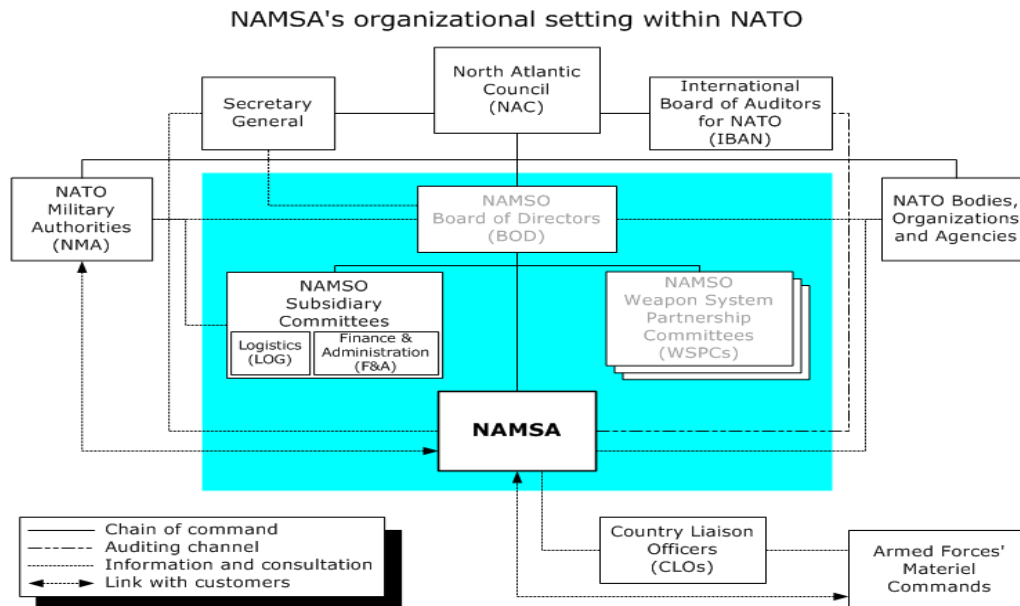 NAMSA's organizational setting within NATO
North Atlantic
Council
(NAC)
Secretary
General
International
Board of Auditors
for NATO
(IBAN)
NATO
Military
Authorities
(NMA)
NAMSO
Board of Directors
(BOD)
NATO Bodies,
Organizations
and Agencies
NAMSO
Subsidiary
Committees
Logistics
(LOG)
Finance &
Administration
(F&A)
NAMSO
Weapon System
Partnership
Committees
(WSPCs)
NAMSA
Chain of command
Auditing channel
Information and consultation
Link with customers
Country Liaison
Officers
(CLOs)
Armed Forces'
Materiel
Commands